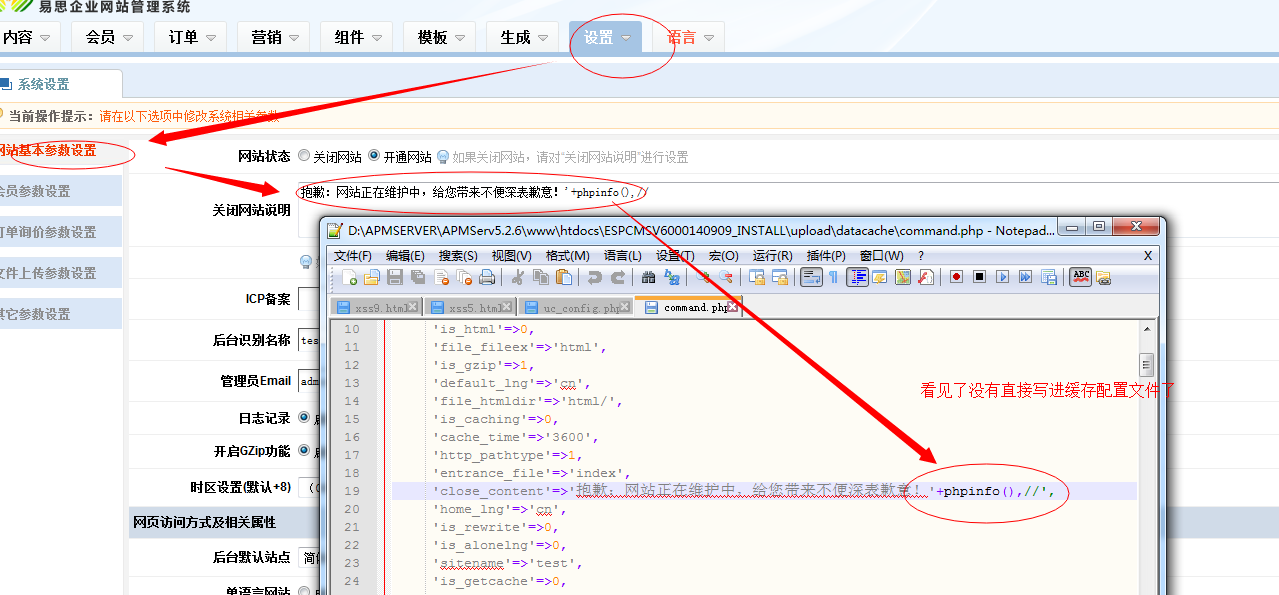 易思企业网站管理系统
内容 会员 订单 营销 组件 模板 生成 设置 语言
系统设置
当前操作提示：请在以下选项中修改系统相关参数
网站基本参数设置
会员参数设置
订单询价参数设置
文件上传参数设置
其它参数设置
网站状态 关闭网站 开通网站 如果关闭网站，请对"关闭网站说明"进行设置
关闭网站说明 抱歉：网站正在维护中，给您带来不便深表歉意！'+phpinfo(),//
ICP备案
后台识别名称 tes
管理员Email adm
日志记录
开启GZip功能
时区设置(默认+8) (
网页访问方式及相关属性
后台默认站点 简
单语言网站
D:\APMSERVER\APMServ5.2.6\www\htdocs\ESPCMSV6000140909_INSTALL\upload\datacache\command.php - Notepad...
文件(F) 编辑(E) 搜索(S) 视图(V) 格式(M) 语言(L) 设置(T) 宏(O) 运行(R) 插件(P) 窗口(W) ? X
xss9.html xss5.html uc_config.php command.php
10 'is_html'=>0,
11 'file_fileex'=>'html',
12 'is_gzip'=>1,
13 'default_lng'=>'cn',
14 'file_htmldir'=>'html/',
15 'is_caching'=>0,
16 'cache_time'=>'3600',
17 'http_pathtype'=>1,
18 'entrance_file'=>'index',
19 'close_content'=>'抱歉：网站正在维护中，给您带来不便深表歉意！'+phpinfo(),//',
20 'home_lng'=>'cn',
21 'is_rewrite'=>0,
22 'is_alonelng'=>0,
23 'sitename'=>'test',
24 'is_getcache'=>0,
看见了没有直接写进缓存配置文件了